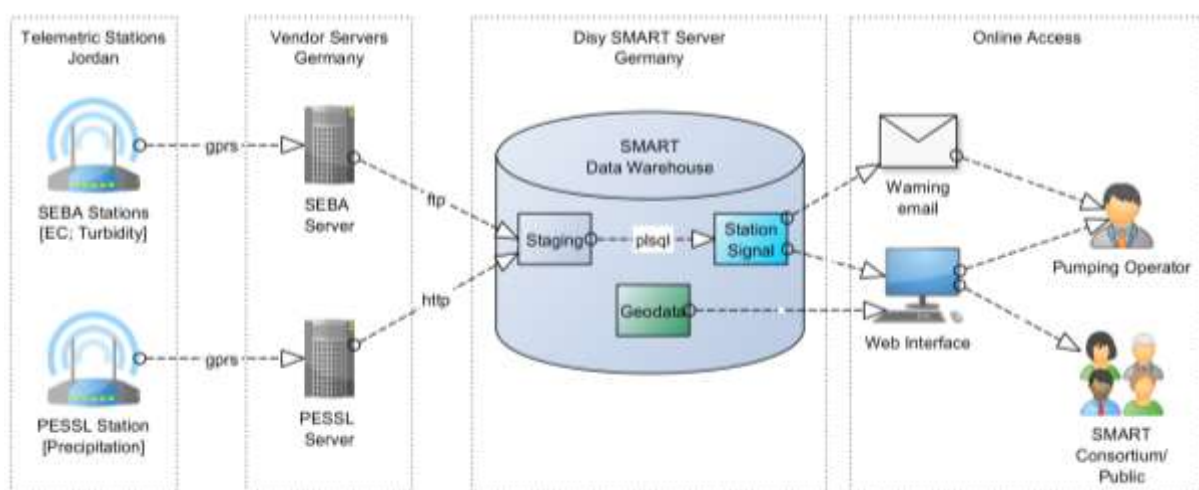 Telemetric Stations
Jordan
Vendor Servers
Germany
Disy SMART Server
Germany
Online Access
gprs
SEBA Stations
[EC; Turbidity]
SEBA
Server
ftp
SMART
Data Warehouse
Staging
plsql
Station
Signal
Geodata
Warning
email
Pumping Operator
Web Interface
http
gprs
PESSL Station
[Precipitation]
PESSL
Server
SMART
Consortium/
Public